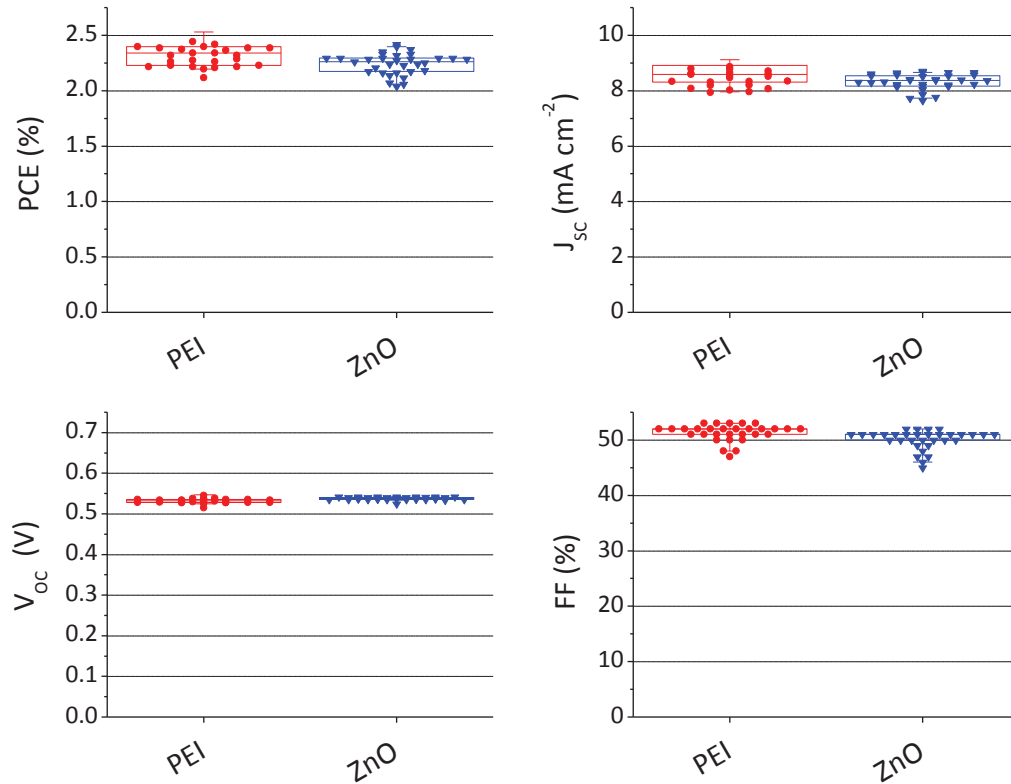 PCE (%)
2.5
2.0
1.5
1.0
0.5
0.0
PEI
ZnO
J_SC (mA cm⁻²)
10
8
6
4
2
0
PEI
ZnO
V_OC (V)
0.7
0.6
0.5
0.4
0.3
0.2
0.1
0.0
PEI
ZnO
FF (%)
50
40
30
20
10
0
PEI
ZnO